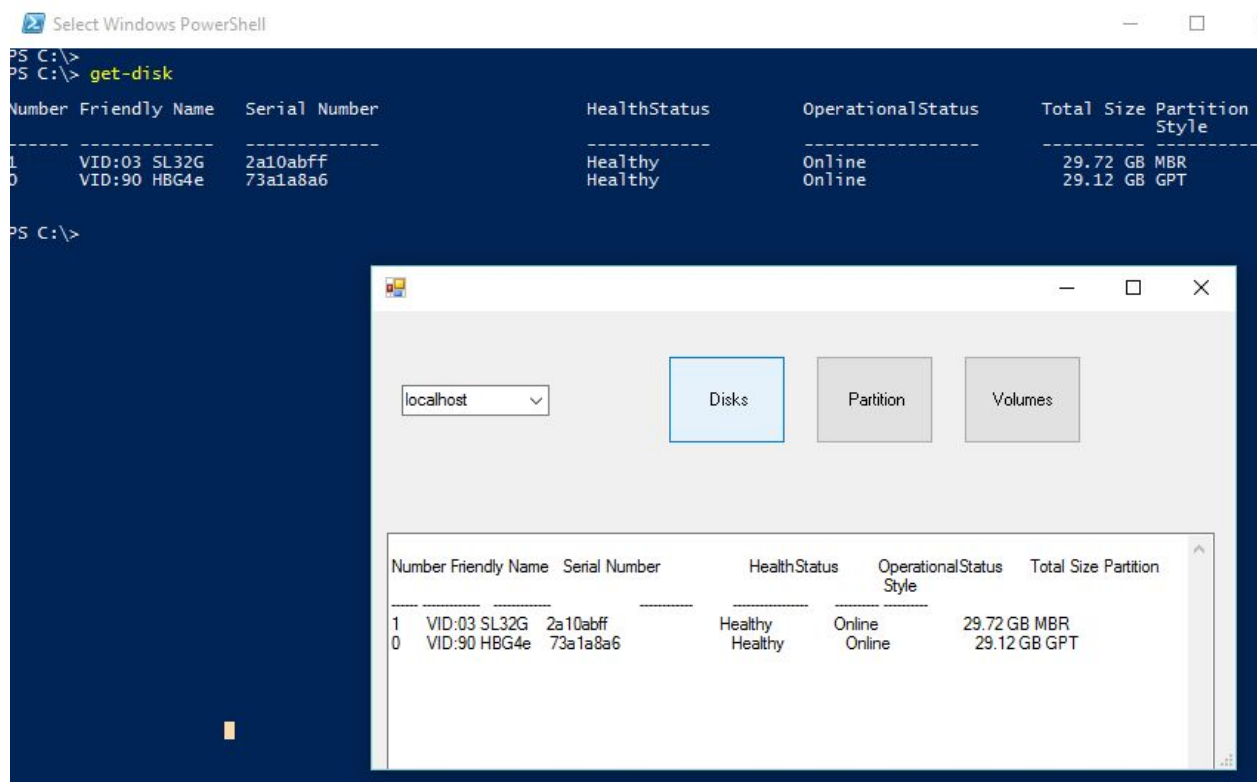 Select Windows PowerShell
PS C:\>
PS C:\> get-disk
Number Friendly Name Serial Number HealthStatus OperationalStatus Total Size Partition
Style
------ ------------- ------------- ------------ ----------------- ---------- ----------
1 VID:03 SL32G 2a10abff Healthy Online 29.72 GB MBR
0 VID:90 HBG4e 73a1a8a6 Healthy Online 29.12 GB GPT
PS C:\>
localhost Disks Partition Volumes
Number Friendly Name Serial Number HealthStatus OperationalStatus Total Size Partition
Style
------ ------------- ------------- ------------ ----------------- ---------- ----------
1 VID:03 SL32G 2a10abff Healthy Online 29.72 GB MBR
0 VID:90 HBG4e 73a1a8a6 Healthy Online 29.12 GB GPT